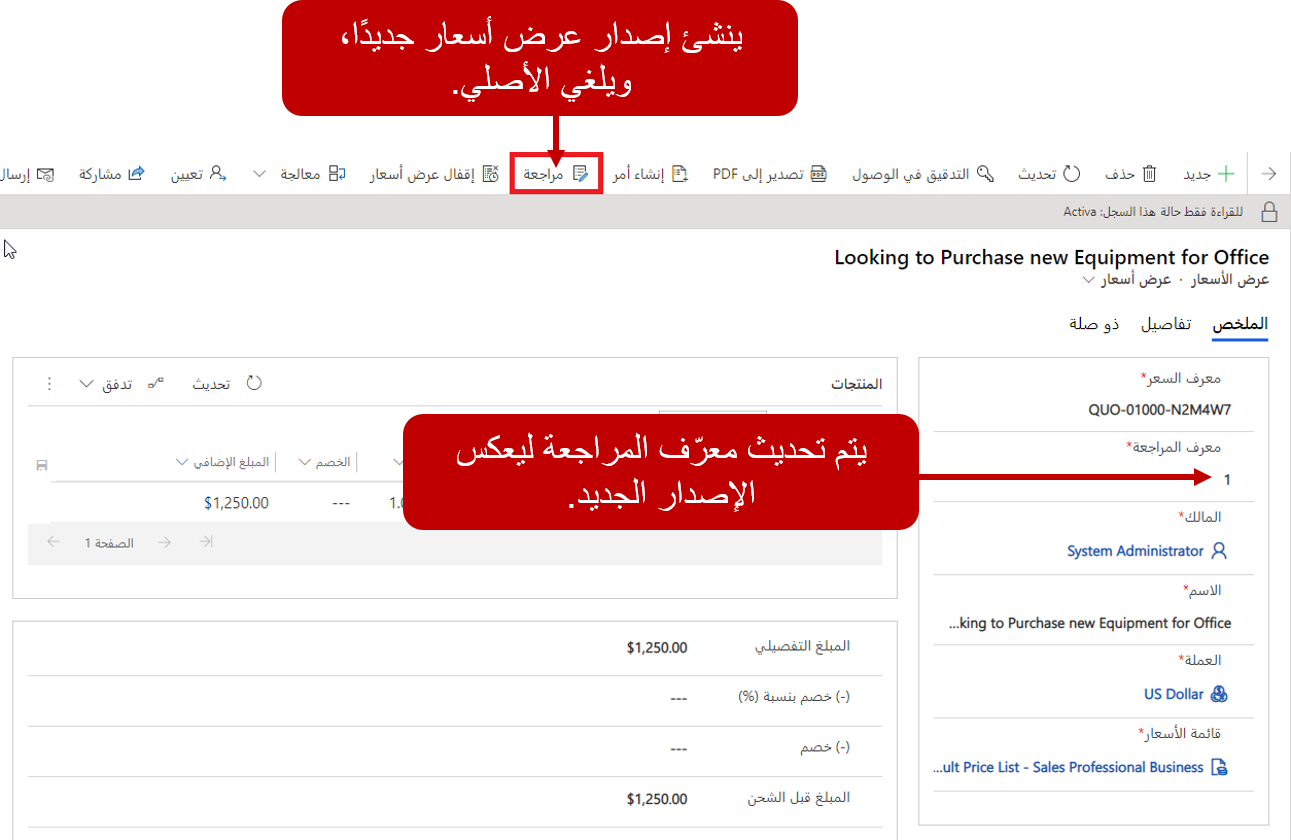 ينشئ إصدار عرض أسعار جديدًا،
ويلغي الأصلي.
جديد
حذف
تحديث
التدقيق في الوصول
تصدير إلى PDF
إنشاء أمر
مراجعة
إقفال عرض أسعار
معالجة
تعيين
مشاركة
إرسال
للقراءة فقط حالة هذا السجل: Activa
Looking to Purchase new Equipment for Office
عرض الأسعار · عرض أسعار
الملخص
تفاصيل
ذو صلة
معرف السعر*
QUO-01000-N2M4W7
معرف المراجعة*
1
المالك*
System Administrator
الاسم*
...king to Purchase new Equipment for Office
العملة*
US Dollar
قائمة الأسعار*
...ult Price List - Sales Professional Business
المنتجات
تحديث
تدفق
يتم تحديث معرّف المراجعة ليعكس
الإصدار الجديد.
الخصم
المبلغ الإضافي
---
$1,250.00
الصفحة 1
المبلغ التفصيلي
$1,250.00
(-) خصم بنسبة (%)
---
(-) خصم
---
المبلغ قبل الشحن
$1,250.00